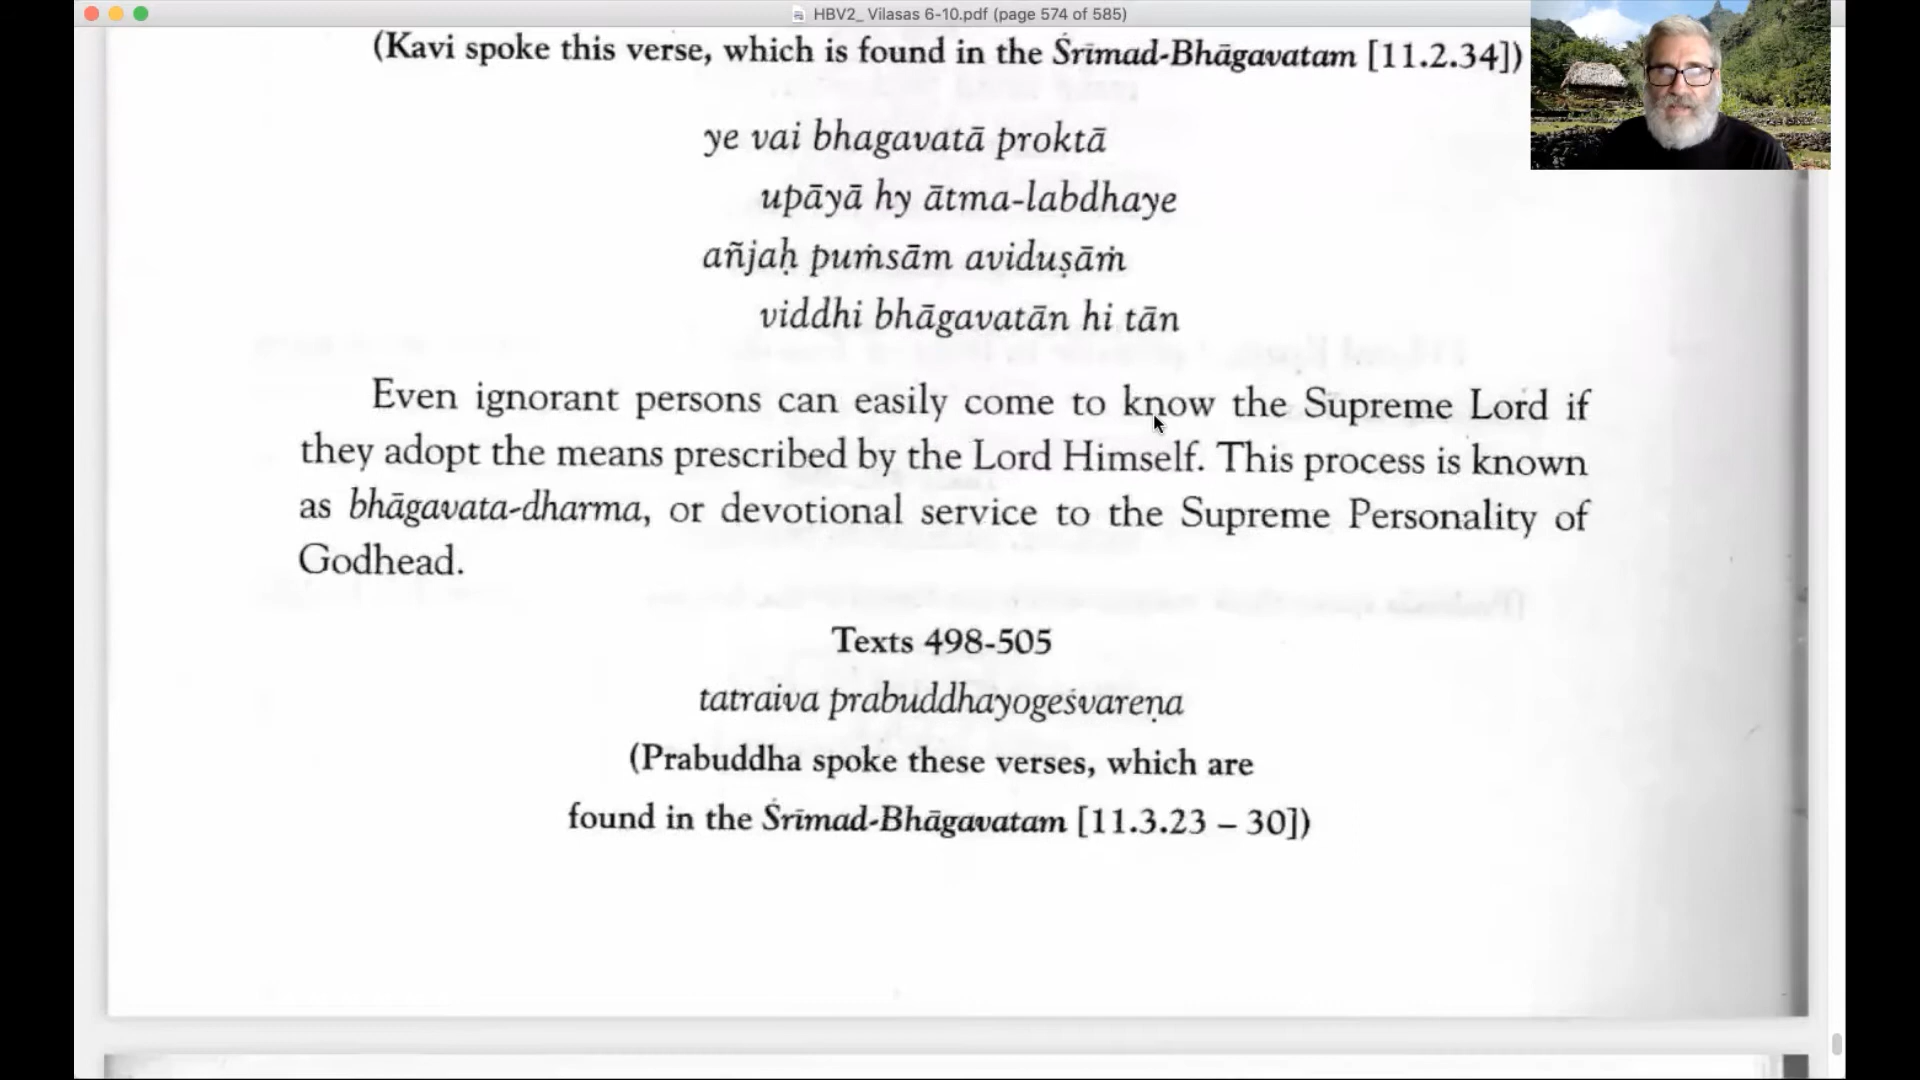 HBV2_ Vilasas 6-10.pdf (page 574 of 585)
(Kavi spoke this verse, which is found in the Śrīmad-Bhāgavatam [11.2.34])
ye vai bhagavatā proktā
upāyā hy ātma-labdhaye
añjaḥ puṁsām aviduṣāṁ
viddhi bhāgavatān hi tān
Even ignorant persons can easily come to know the Supreme Lord if
they adopt the means prescribed by the Lord Himself. This process is known
as bhāgavata-dharma, or devotional service to the Supreme Personality of
Godhead.
Texts 498-505
tatraiva prabuddhayogeśvareṇa
(Prabuddha spoke these verses, which are
found in the Śrīmad-Bhāgavatam [11.3.23 – 30])